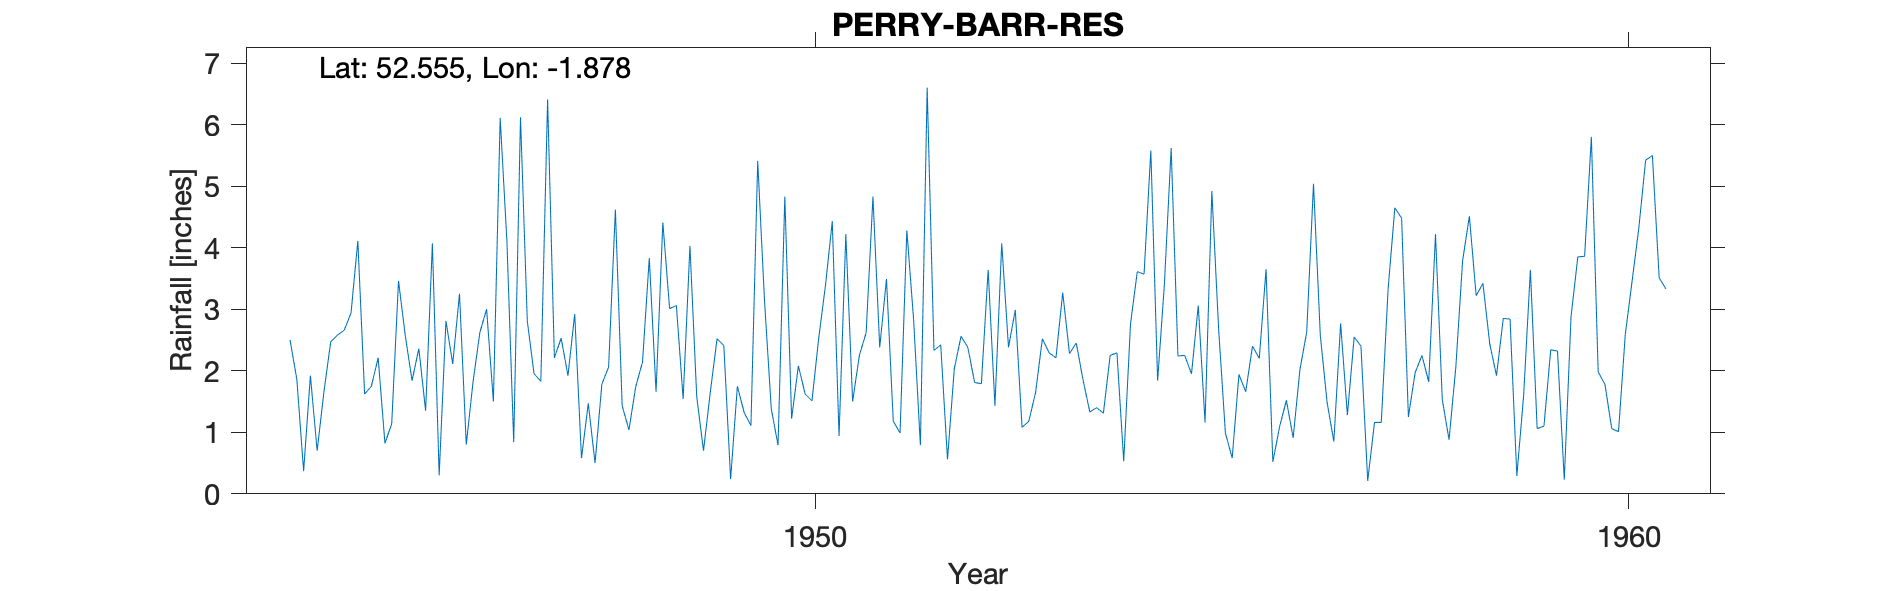 PERRY-BARR-RES
Lat: 52.555, Lon: -1.878
7
6
5
4
3
2
1
0
Rainfall [inches]
1950
1960
Year